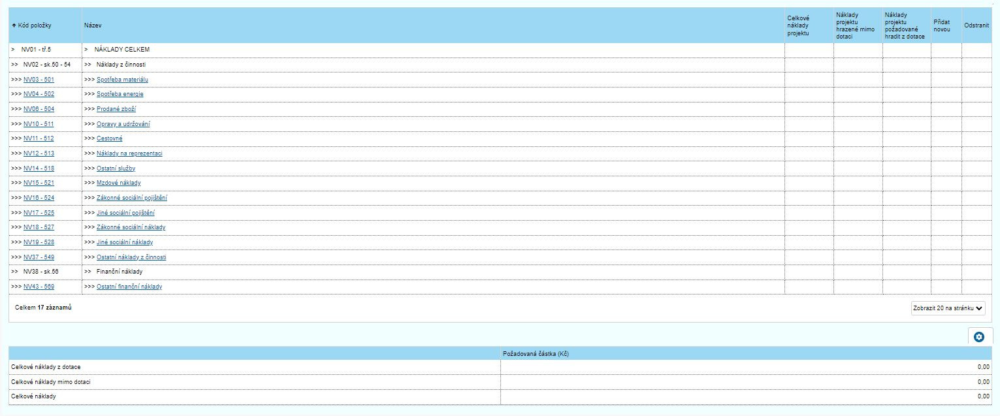 ↑ Kód položky Název Celkové náklady projektu Náklady projektu hrazené mimo dotaci Náklady projektu požadované hradit z dotace Přidat novou Odstranit
> NV01 - tř.5 > NÁKLADY CELKEM
>> NV02 - sk.50 - 54 >> Náklady z činnosti
>>> NV03 - 501 >>> Spotřeba materiálu
>>> NV04 - 502 >>> Spotřeba energie
>>> NV06 - 504 >>> Prodané zboží
>>> NV10 - 511 >>> Opravy a udržování
>>> NV11 - 512 >>> Cestovné
>>> NV12 - 513 >>> Náklady na reprezentaci
>>> NV14 - 518 >>> Ostatní služby
>>> NV15 - 521 >>> Mzdové náklady
>>> NV16 - 524 >>> Zákonné sociální pojištění
>>> NV17 - 525 >>> Jiné sociální pojištění
>>> NV18 - 527 >>> Zákonné sociální náklady
>>> NV19 - 528 >>> Jiné sociální náklady
>>> NV37 - 549 >>> Ostatní náklady z činnosti
>> NV38 - sk.56 >> Finanční náklady
>>> NV43 - 569 >>> Ostatní finanční náklady
Celkem 17 záznamů Zobrazit 20 na stránku
Požadovaná částka (Kč)
Celkové náklady z dotace 0,00
Celkové náklady mimo dotaci 0,00
Celkové náklady 0,00